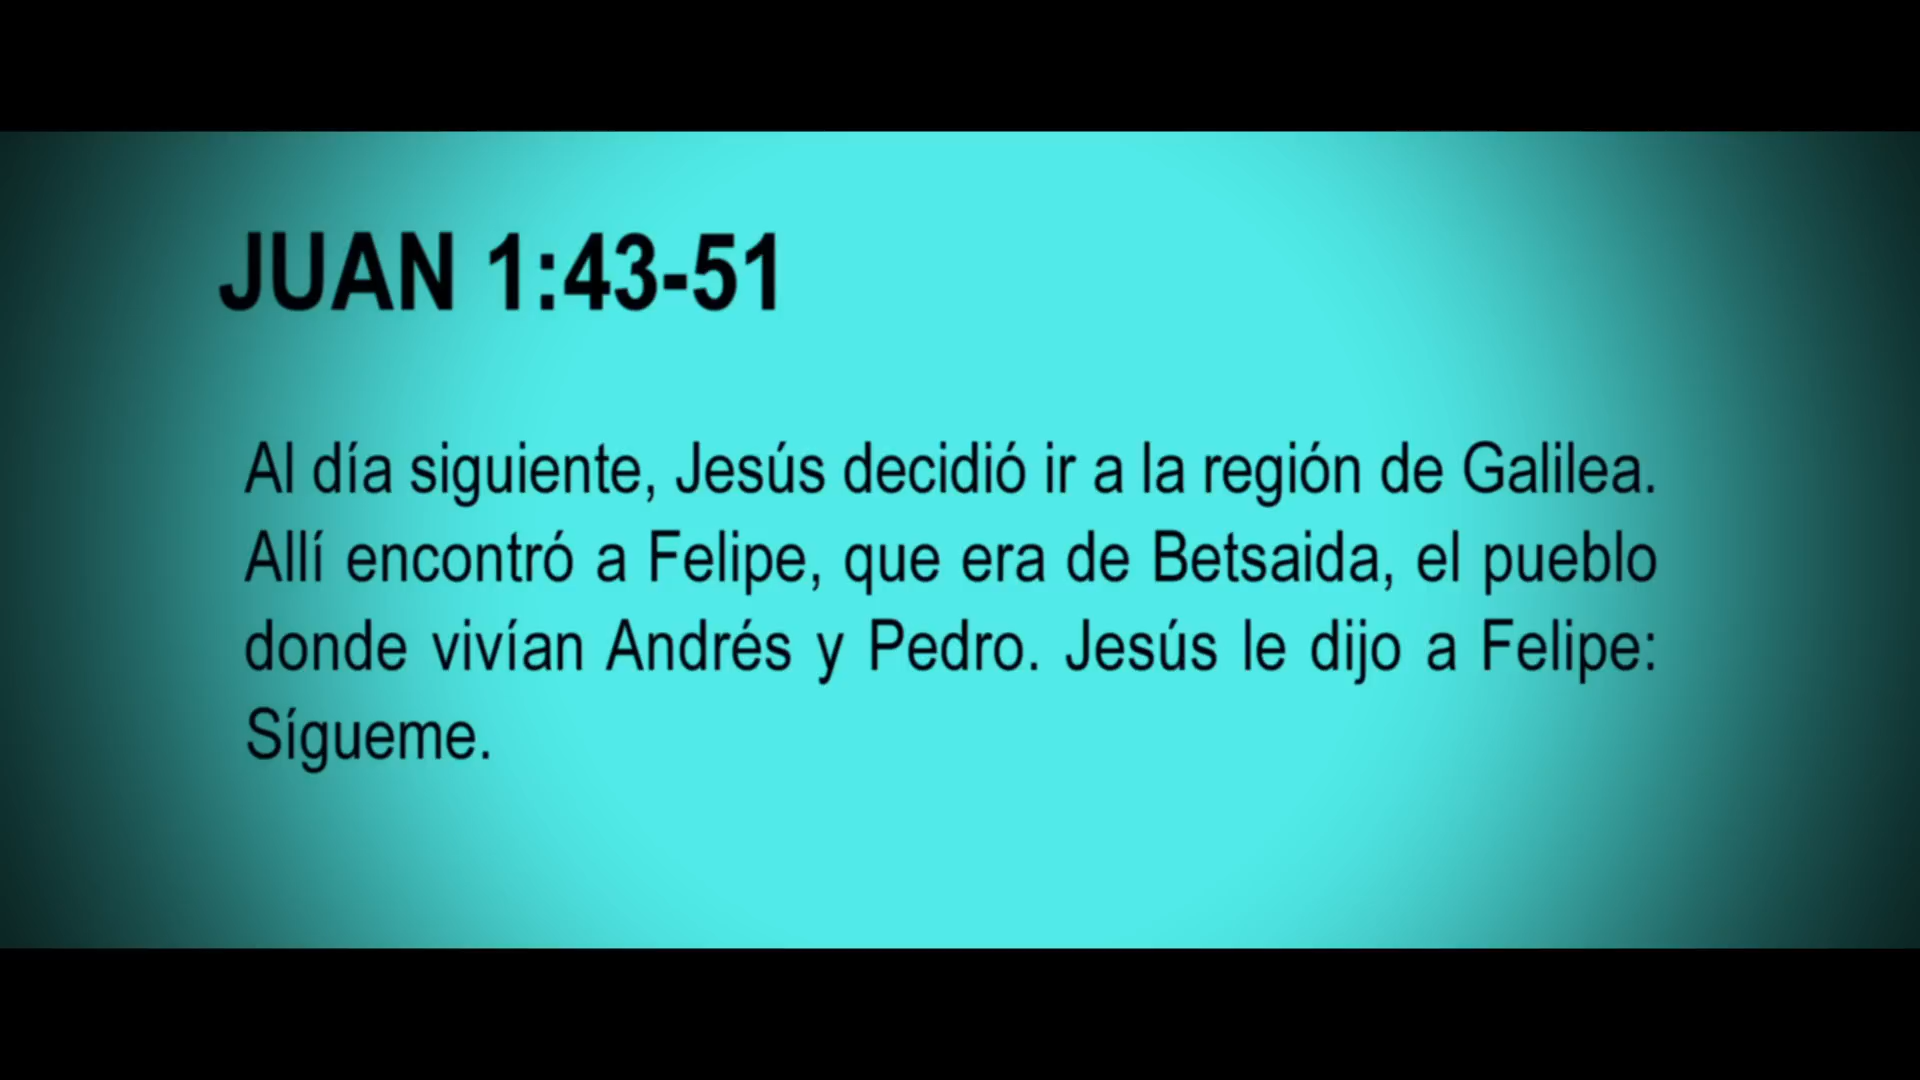 JUAN 1:43-51
Al día siguiente, Jesús decidió ir a la región de Galilea.
Allí encontró a Felipe, que era de Betsaida, el pueblo
donde vivían Andrés y Pedro. Jesús le dijo a Felipe:
Sígueme.